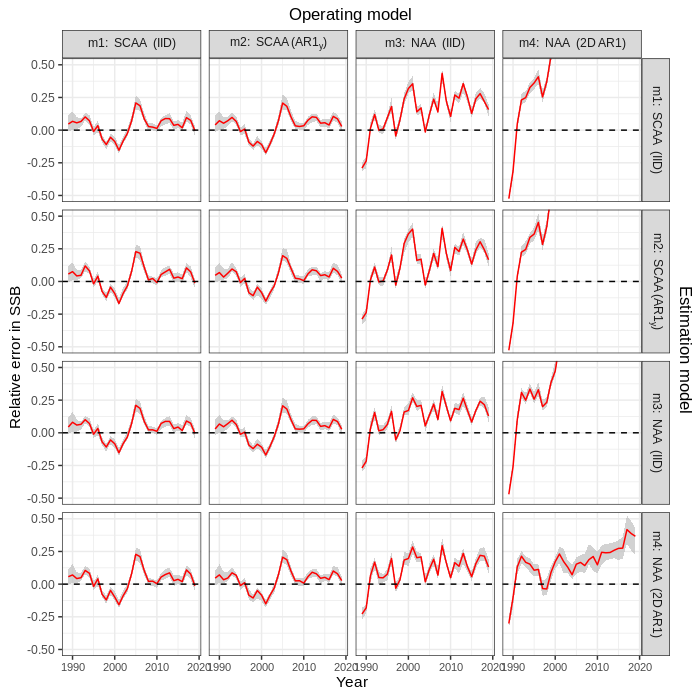 Operating model
m1: SCAA (IID)
m2: SCAA (AR1y)
m3: NAA (IID)
m4: NAA (2D AR1)
0.50
0.25
0.00
-0.25
-0.50
m1: SCAA (IID)
0.50
0.25
0.00
-0.25
-0.50
m2: SCAA (AR1y)
0.50
0.25
0.00
-0.25
-0.50
m3: NAA (IID)
0.50
0.25
0.00
-0.25
-0.50
m4: NAA (2D AR1)
Relative error in SSB
Estimation model
1990 2000 2010 2020
1990 2000 2010 2020
1990 2000 2010 2020
1990 2000 2010 2020
Year